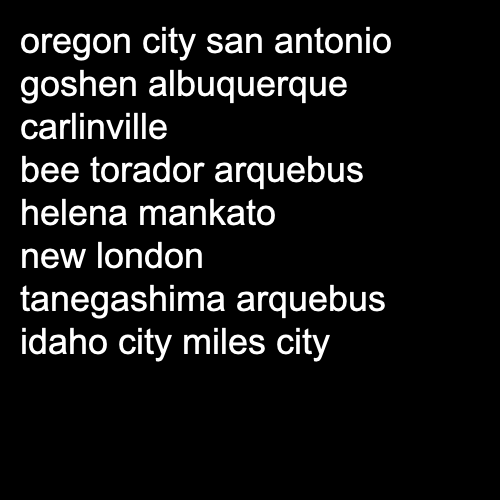 oregon city san antonio
goshen albuquerque
carlinville
bee torador arquebus
helena mankato
new london
tanegashima arquebus
idaho city miles city